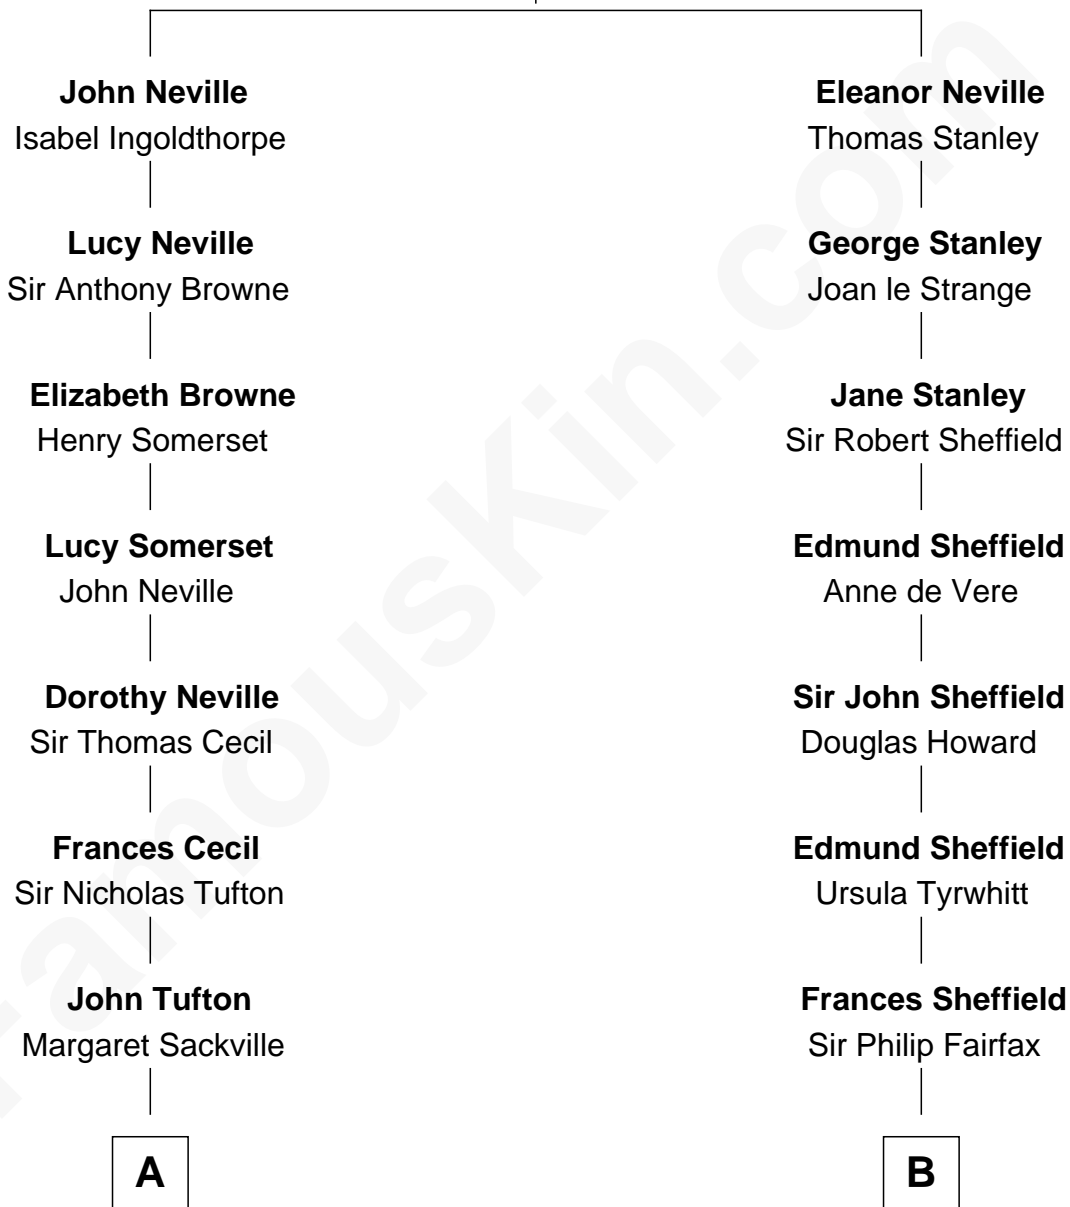 John Neville
Isabel Ingoldthorpe
Lucy Neville
Sir Anthony Browne
Elizabeth Browne
Henry Somerset
Lucy Somerset
John Neville
Dorothy Neville
Sir Thomas Cecil
Frances Cecil
Sir Nicholas Tufton
John Tufton
Margaret Sackville
A
Eleanor Neville
Thomas Stanley
George Stanley
Joan le Strange
Jane Stanley
Sir Robert Sheffield
Edmund Sheffield
Anne de Vere
Sir John Sheffield
Douglas Howard
Edmund Sheffield
Ursula Tyrwhitt
Frances Sheffield
Sir Philip Fairfax
B
FamousKin.com